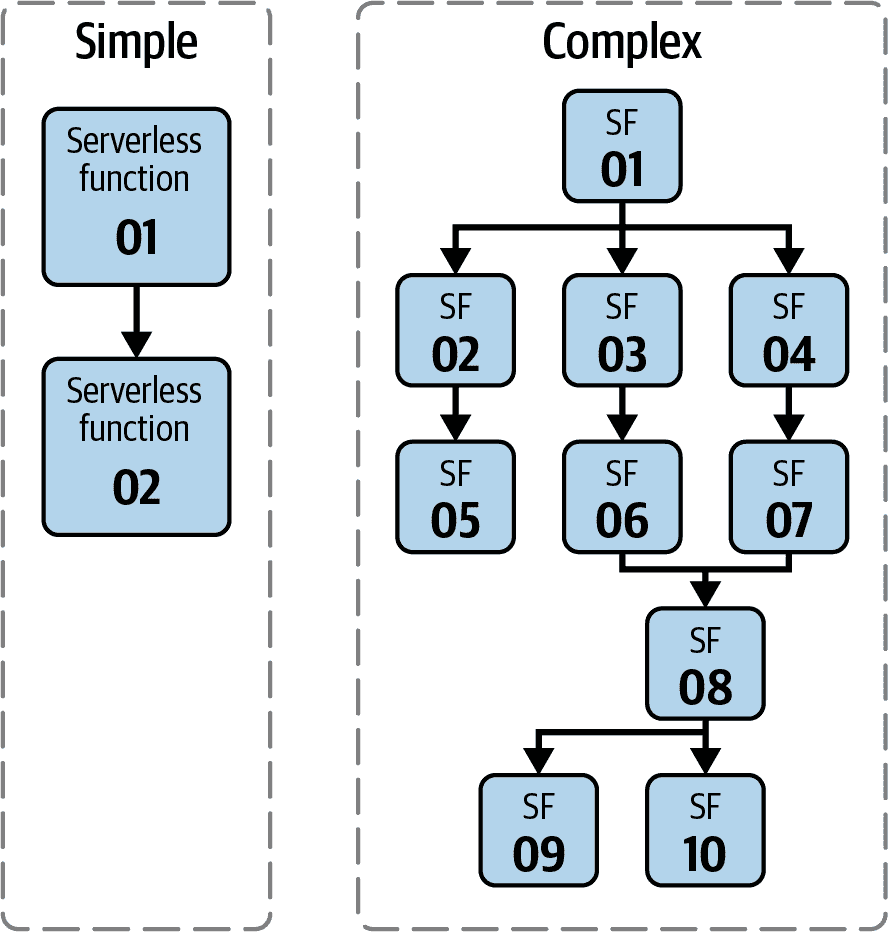 Simple
Serverless
function
01
Serverless
function
02
Complex
SF
01
SF
02
SF
03
SF
04
SF
05
SF
06
SF
07
SF
08
SF
09
SF
10